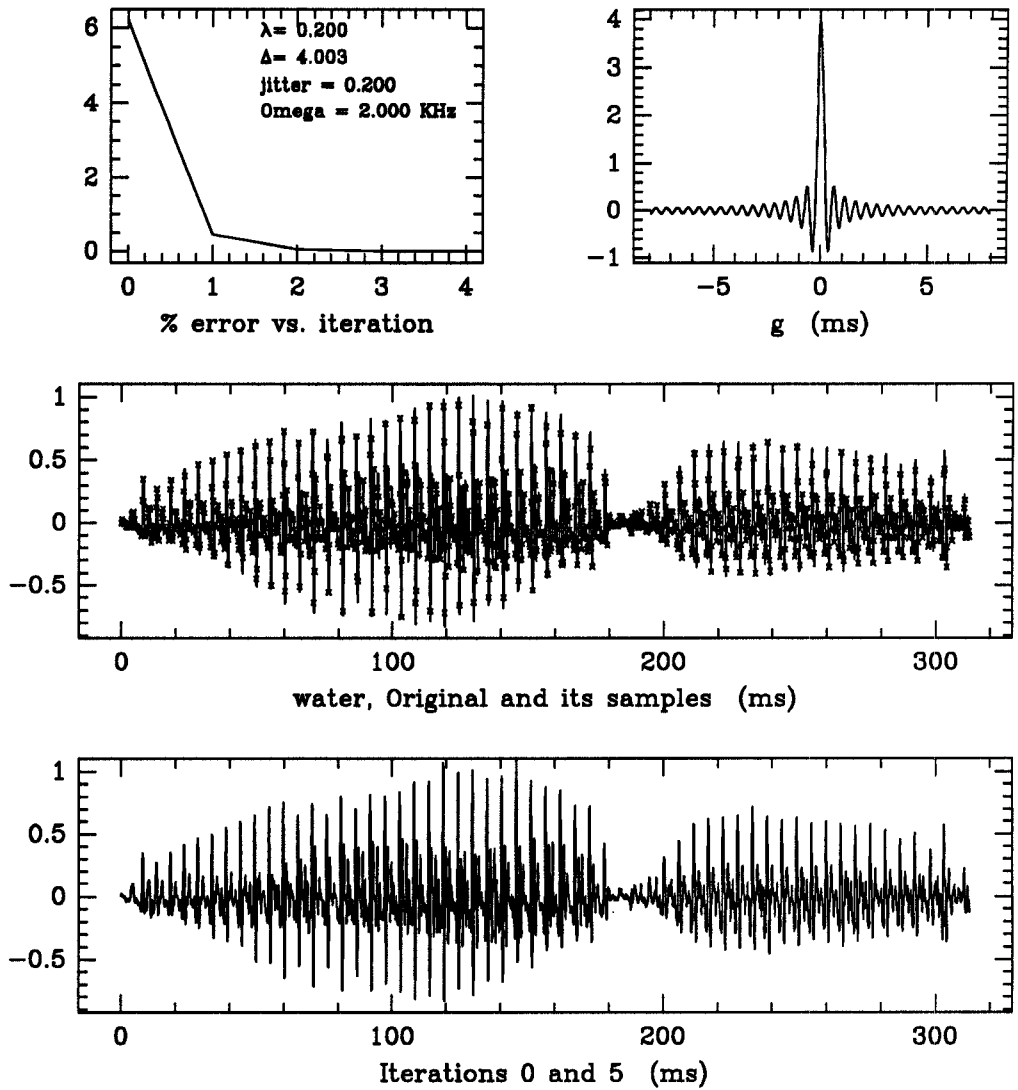 6
4
2
0
λ= 0.200
Δ= 4.003
jitter = 0.200
Omega = 2.000 KHz
0 1 2 3 4
% error vs. iteration
4
3
2
1
0
−1
−5 0 5
g (ms)
1
0.5
0
−0.5
0 100 200 300
water, Original and its samples (ms)
1
0.5
0
−0.5
0 100 200 300
Iterations 0 and 5 (ms)